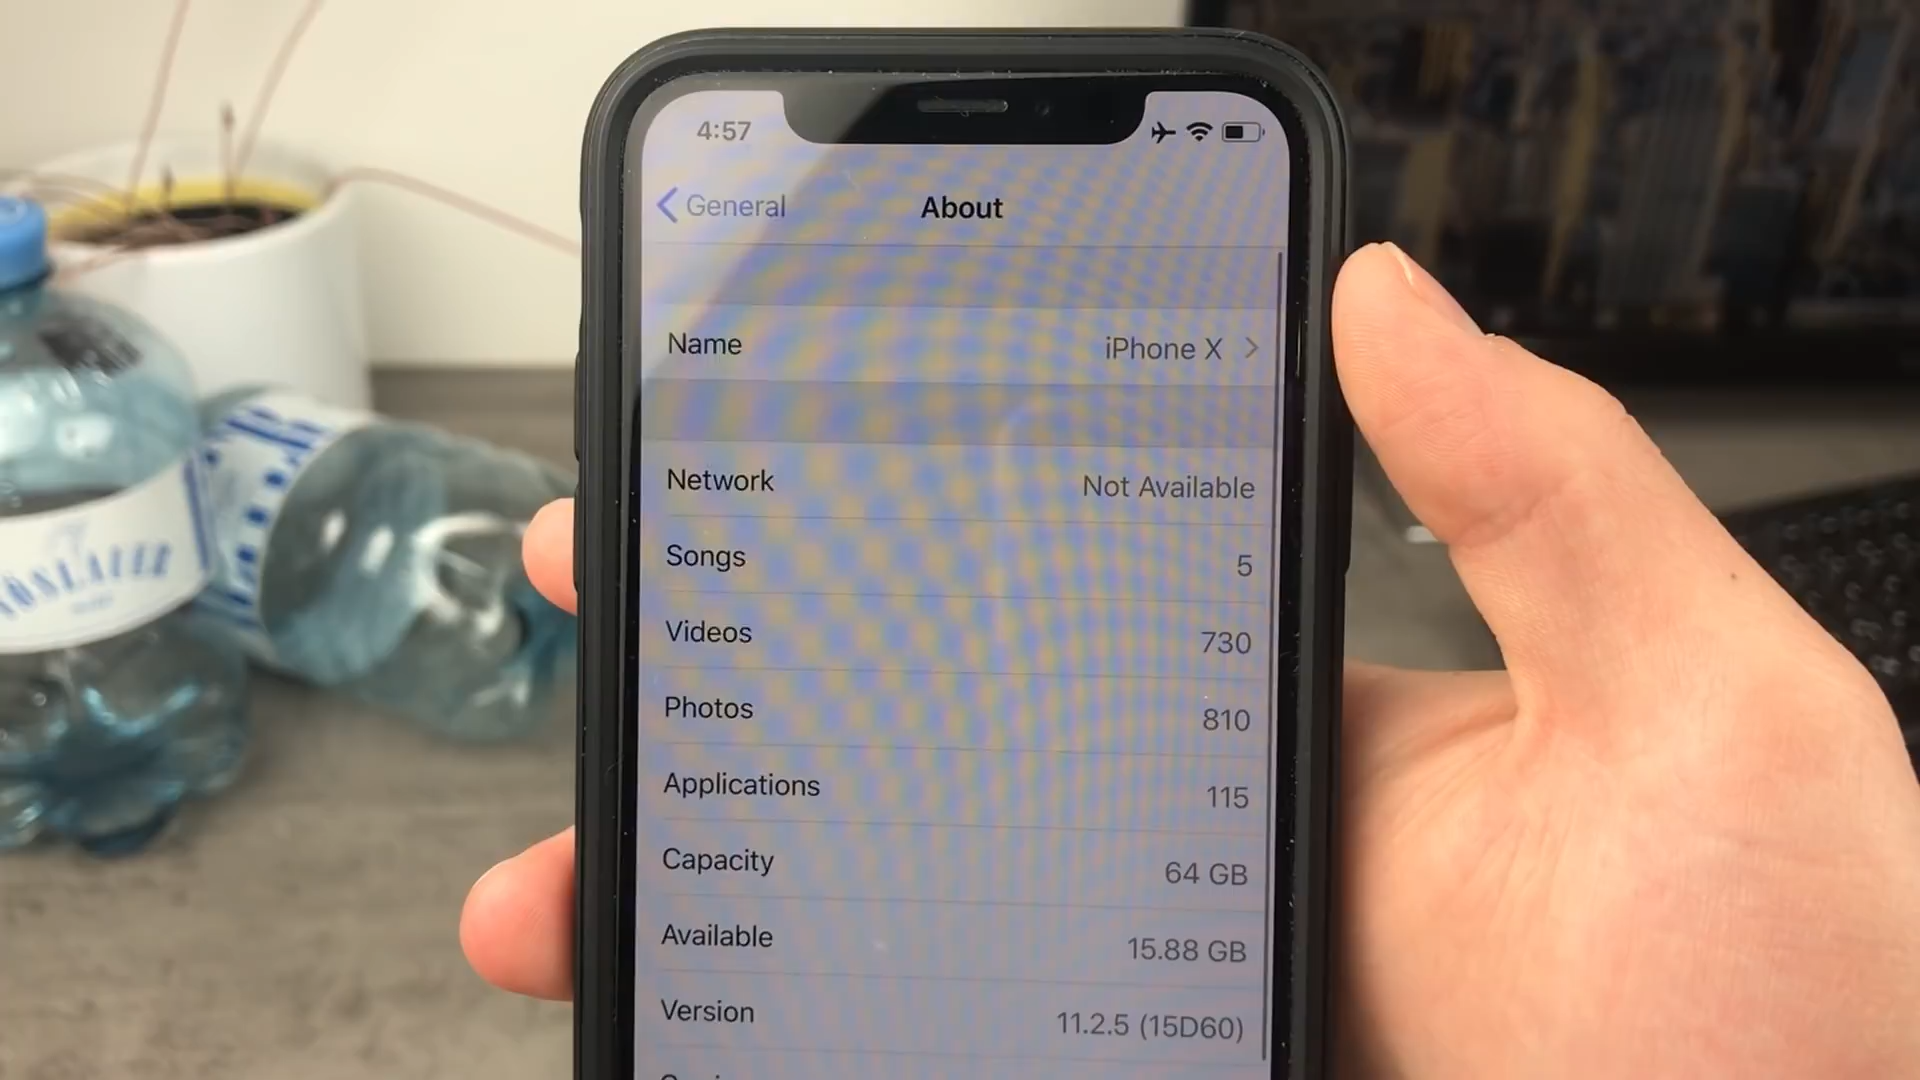 4:57
General
About
Name
iPhone X
Network
Not Available
Songs
5
Videos
730
Photos
810
Applications
115
Capacity
64 GB
Available
15.88 GB
Version
11.2.5 (15D60)
VÖSLAUER